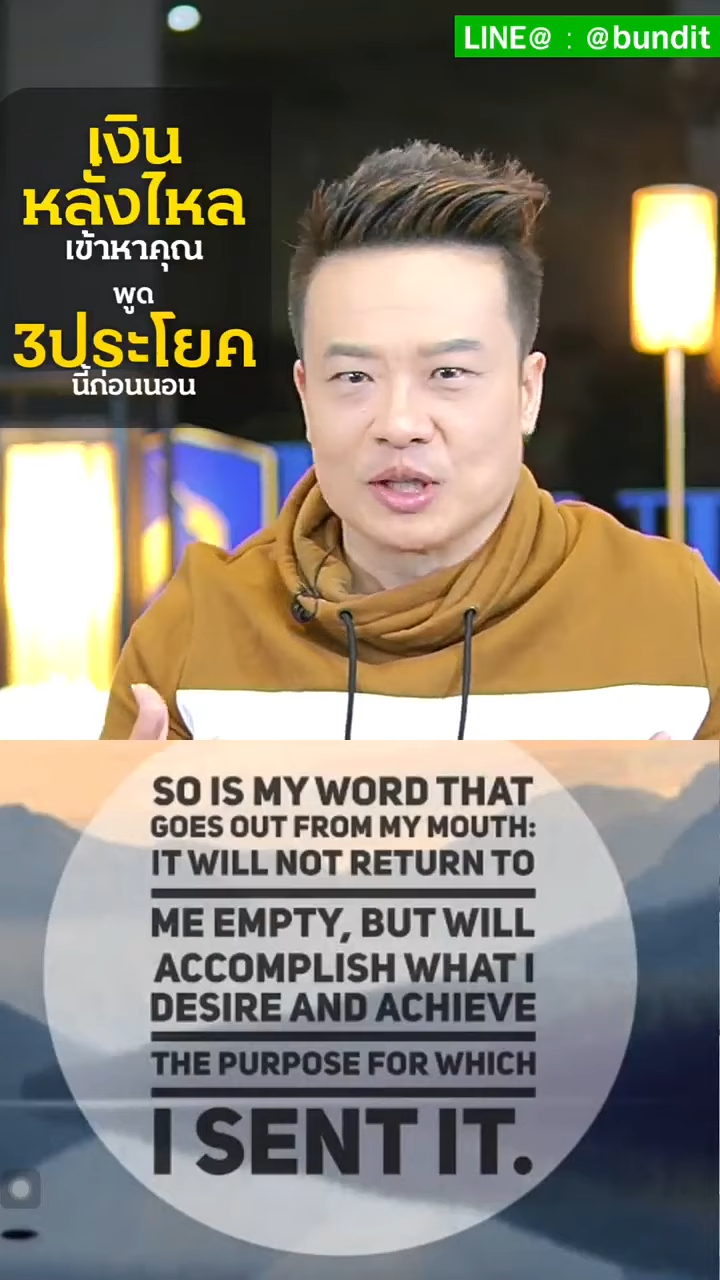 LINE@ : @bundit
เงิน
หลั่งไหล
เข้าหาคุณ
พูด
3ประโยค
นี้ก่อนนอน
SO IS MY WORD THAT
GOES OUT FROM MY MOUTH:
IT WILL NOT RETURN TO
ME EMPTY, BUT WILL
ACCOMPLISH WHAT I
DESIRE AND ACHIEVE
THE PURPOSE FOR WHICH
I SENT IT.